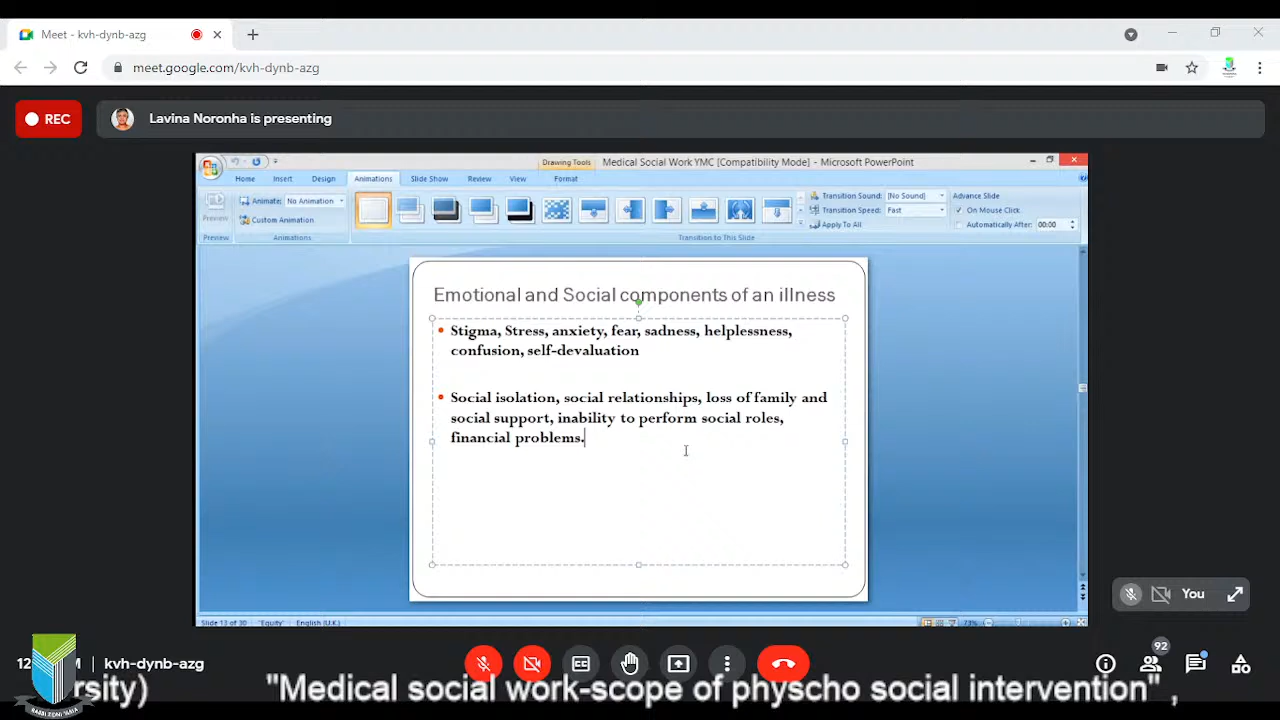 Meet - kvh-dynb-azg
meet.google.com/kvh-dynb-azg
REC
Lavina Noronha is presenting
Drawing Tools
Medical Social Work YMC [Compatibility Mode] - Microsoft PowerPoint
Home Insert Design Animations Slide Show Review View Format
Preview
Animate: No Animation
Custom Animation
Transition Sound: [No Sound]
Transition Speed: Fast
Apply To All
Advance Slide
On Mouse Click
Automatically After: 00:00
Preview Animations Transition to This Slide
Emotional and Social components of an illness
Stigma, Stress, anxiety, fear, sadness, helplessness,
confusion, self-devaluation
Social isolation, social relationships, loss of family and
social support, inability to perform social roles,
financial problems.
You
Slide 13 of 30 "Equity" English (U.K.) 73%
92
kvh-dynb-azg
rsity) "Medical social work-scope of physcho social intervention" ,